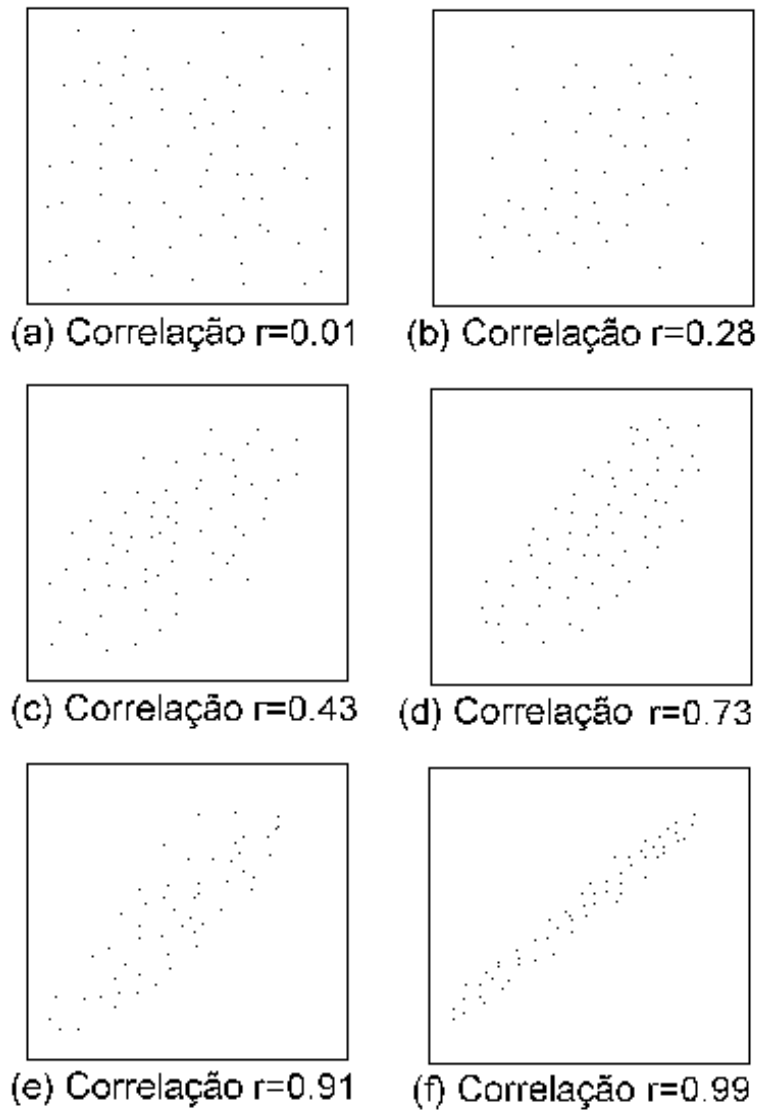 (a) Correlação r=0.01
(b) Correlação r=0.28
(c) Correlação r=0.43
(d) Correlação r=0.73
(e) Correlação r=0.91
(f) Correlação r=0.99